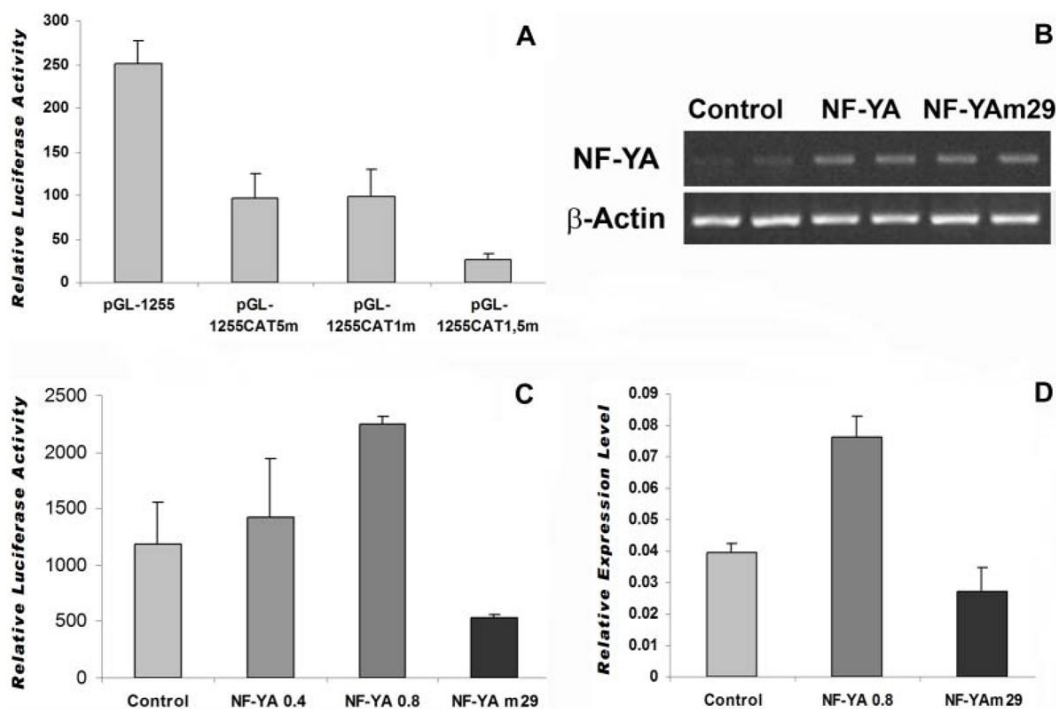 A
Relative Luciferase Activity
300
250
200
150
100
50
0
pGL-1255
pGL-
1255CAT5m
pGL-
1255CAT1m
pGL-
1255CAT1,5m
B
Control NF-YA NF-YAm29
NF-YA
β-Actin
C
Relative Luciferase Activity
2500
2000
1500
1000
500
0
Control
NF-YA 0.4
NF-YA 0.8
NF-YA m29
D
Relative Expression Level
0.09
0.08
0.07
0.06
0.05
0.04
0.03
0.02
0.01
0
Control
NF-YA 0.8
NF-YAm29